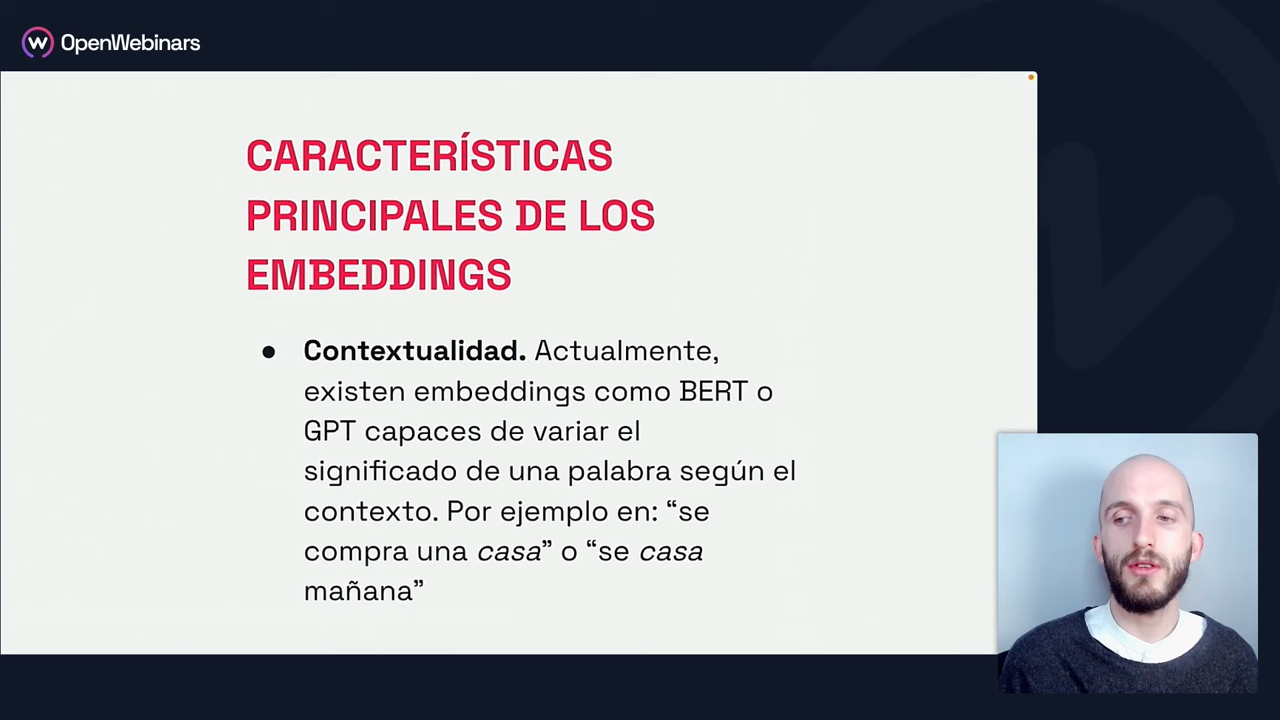 OpenWebinars
CARACTERÍSTICAS
PRINCIPALES DE LOS
EMBEDDINGS
● Contextualidad. Actualmente,
existen embeddings como BERT o
GPT capaces de variar el
significado de una palabra según el
contexto. Por ejemplo en: “se
compra una casa” o “se casa
mañana”